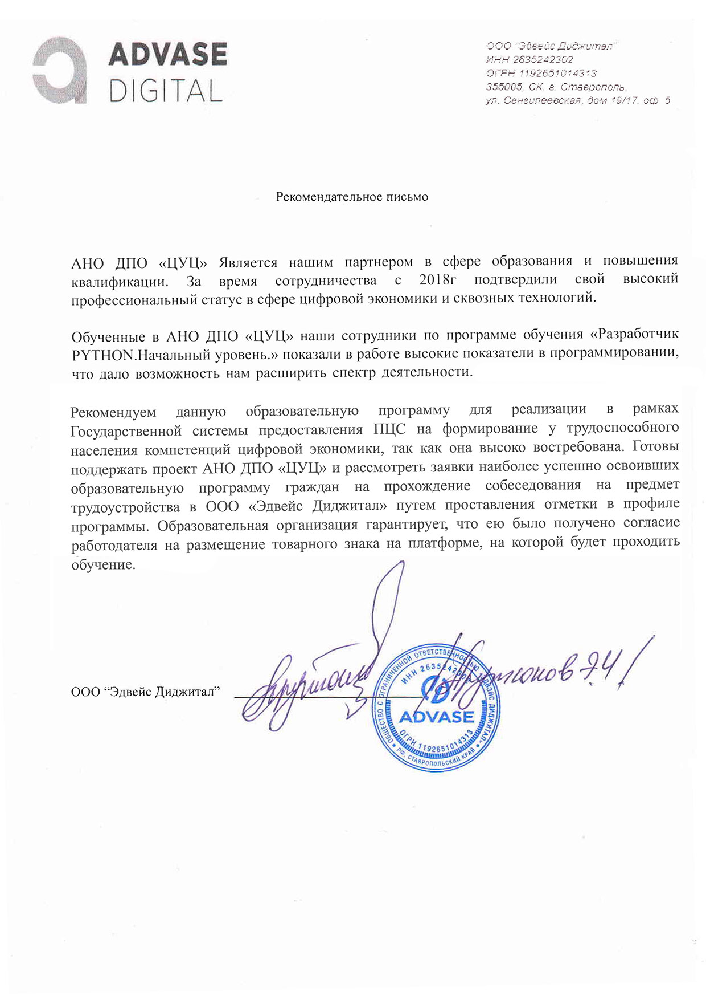 ADVASE
DIGITAL
ООО "Эдвейс Диджитал"
ИНН 2635242302
ОГРН 1192651014313
355005, СК. г. Ставрополь,
ул. Сенгилеевская, дом 19/17, оф 5
Рекомендательное письмо
АНО ДПО «ЦУЦ» Является нашим партнером в сфере образования и повышения
квалификации. За время сотрудничества с 2018г подтвердили свой высокий
профессиональный статус в сфере цифровой экономики и сквозных технологий.
Обученные в АНО ДПО «ЦУЦ» наши сотрудники по программе обучения «Разработчик
PYTHON.Начальный уровень.» показали в работе высокие показатели в программировании,
что дало возможность нам расширить спектр деятельности.
Рекомендуем данную образовательную программу для реализации в рамках
Государственной системы предоставления ПЦС на формирование у трудоспособного
населения компетенций цифровой экономики, так как она высоко востребована. Готовы
поддержать проект АНО ДПО «ЦУЦ» и рассмотреть заявки наиболее успешно освоивших
образовательную программу граждан на прохождение собеседования на предмет
трудоустройства в ООО «Эдвейс Диджитал» путем проставления отметки в профиле
программы. Образовательная организация гарантирует, что ею было получено согласие
работодателя на размещение товарного знака на платформе, на которой будет проходить
обучение.
ООО “Эдвейс Диджитал”
ОБЩЕСТВО С ОГРАНИЧЕННОЙ ОТВЕТСТВЕННОСТЬЮ ДИДЖИТАЛ»
ИНН 2635242302
ADVASE
ОГРН 1192651014313
• РФ, СТАВРОПОЛЬСКИЙ КРАЙ •